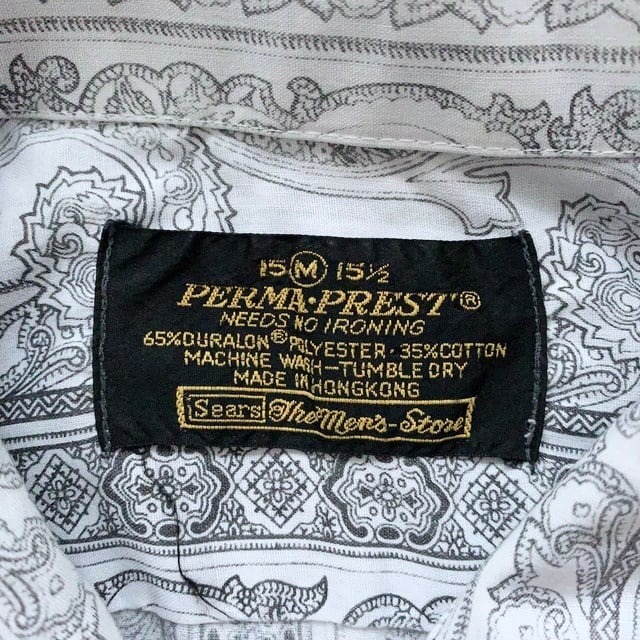 15 M 15½
PERMA·PREST®
NEEDS NO IRONING
65% DURALON® POLYESTER · 35% COTTON
MACHINE WASH-TUMBLE DRY
MADE IN HONGKONG
Sears The Men's Store